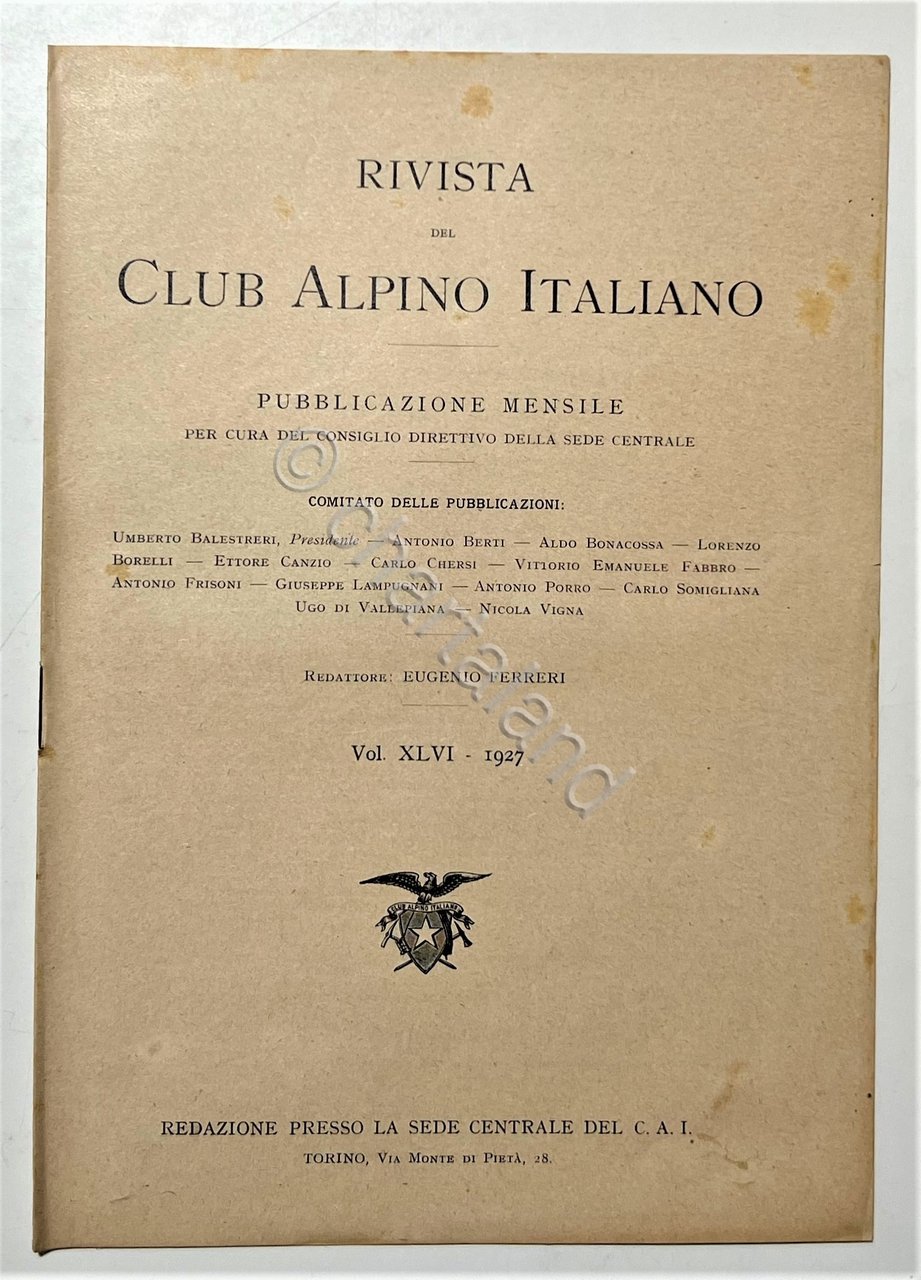 RIVISTA
DEL
CLUB ALPINO ITALIANO
PUBBLICAZIONE MENSILE
PER CURA DEL CONSIGLIO DIRETTIVO DELLA SEDE CENTRALE
COMITATO DELLE PUBBLICAZIONI:
UMBERTO BALESTRERI, Presidente — ANTONIO BERTI — ALDO BONACOSSA — LORENZO
BORELLI — ETTORE CANZIO — CARLO CHERSI — VITTORIO EMANUELE FABBRO —
ANTONIO FRISONI — GIUSEPPE LAMPUGNANI — ANTONIO PORRO — CARLO SOMIGLIANA
UGO DI VALLEPIANA — NICOLA VIGNA
REDATTORE: EUGENIO FERRERI
Vol. XLVI - 1927
CLUB ALPINO ITALIANO
REDAZIONE PRESSO LA SEDE CENTRALE DEL C. A. I.
TORINO, VIA MONTE DI PIETÀ, 28.
© chartaland